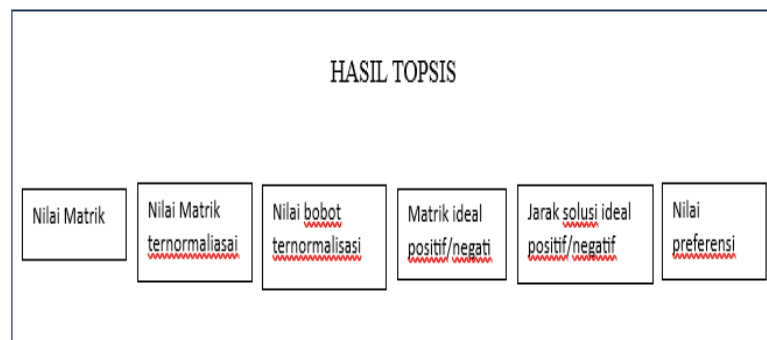 HASIL TOPSIS
Nilai Matrik
Nilai Matrik
ternormaliasai
Nilai bobot
ternormalisasi
Matrik ideal
positif/negati
Jarak solusi ideal
positif/negatif
Nilai
preferensi